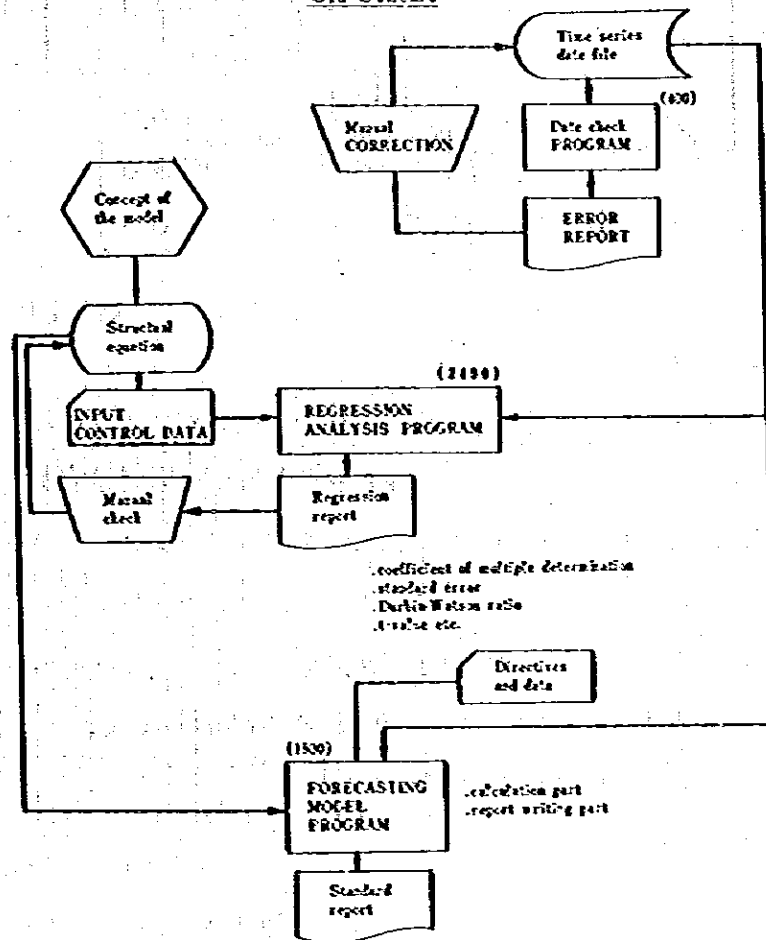 Time series
date file
(400)
Manual
CORRECTION
Date check
PROGRAM
ERROR
REPORT
Concept of
the model
Structual
equation
(2490)
INPUT
CONTROL DATA
REGRESSION
ANALYSIS PROGRAM
Manual
check
Regression
report
.coefficient of multiple determination
.standard error
.Durbin-Watson ratio
.t-value etc.
Directives
and data
(1500)
FORECASTING
MODEL
PROGRAM
.calculation part
.report writing part
Standard
report